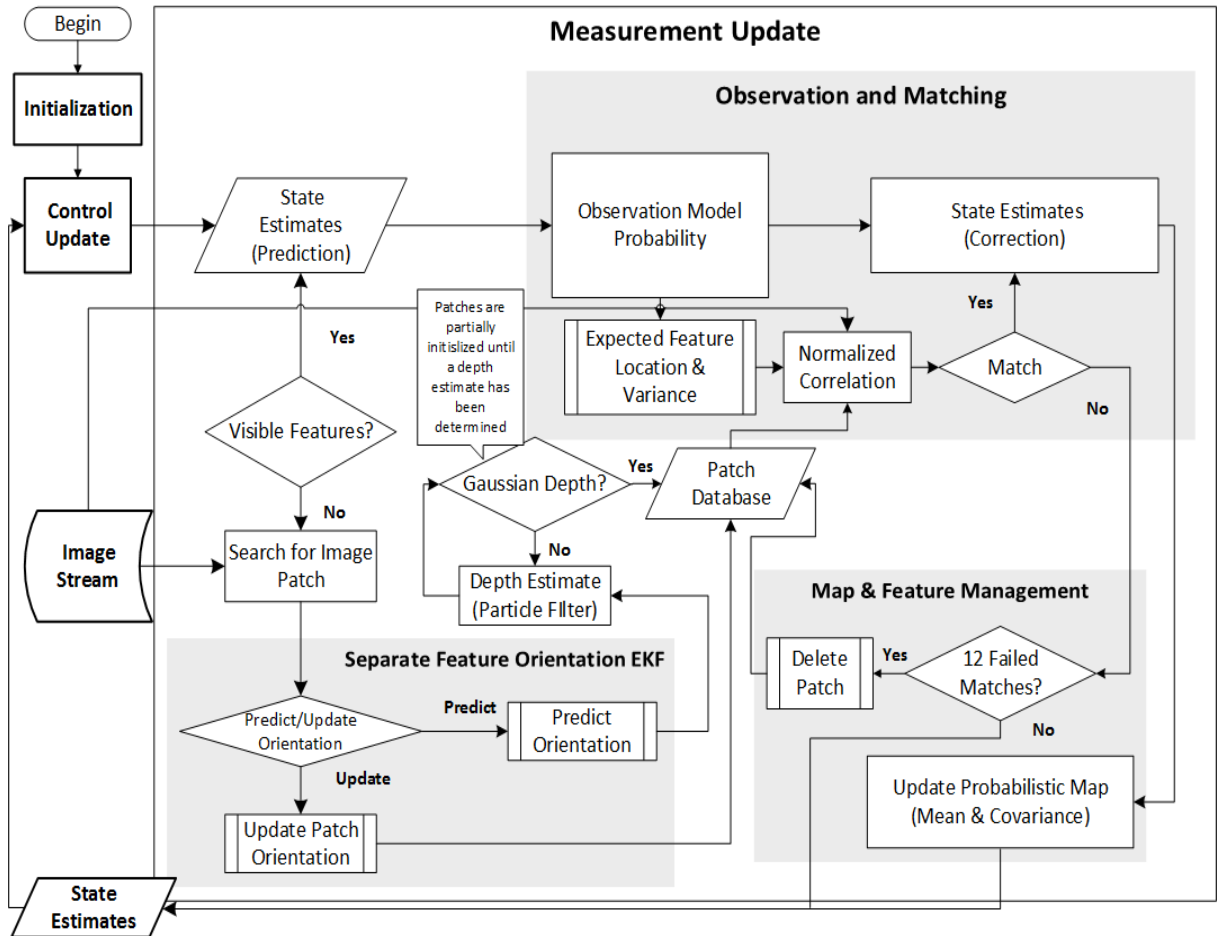 Begin
Measurement Update
Initialization
Observation and Matching
Control
Update
State
Estimates
(Prediction)
Observation Model
Probability
State Estimates
(Correction)
Patches are
partially
initislized until
a depth
estimate has
been
determined
Yes
Yes
Expected Feature
Location &
Variance
Normalized
Correlation
Match
No
Visible Features?
Gaussian Depth?
Yes
Patch
Database
No
Image
Stream
Search for Image
Patch
No
Depth Estimate
(Particle FIlter)
Map & Feature Management
Separate Feature Orientation EKF
Delete
Patch
Yes
12 Failed
Matches?
No
Predict/Update
Orientation
Predict
Predict
Orientation
Update
Update Patch
Orientation
Update Probabilistic Map
(Mean & Covariance)
State
Estimates